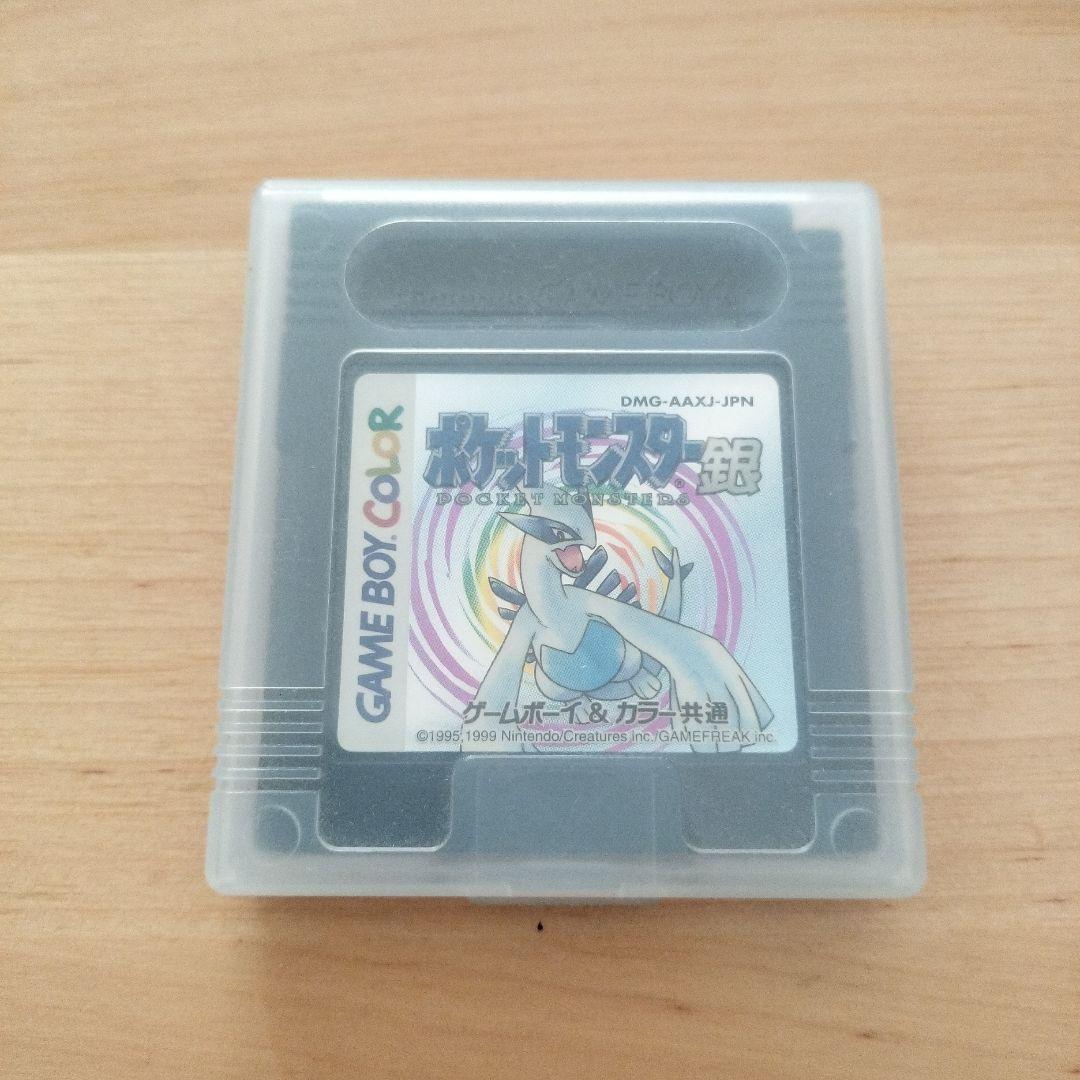 DMG-AAXJ-JPN
ポケットモンスター銀
POCKET MONSTERS
GAME BOY COLOR
ゲームボーイ&カラー共通
©1995,1999 Nintendo/Creatures inc./GAMEFREAK inc.